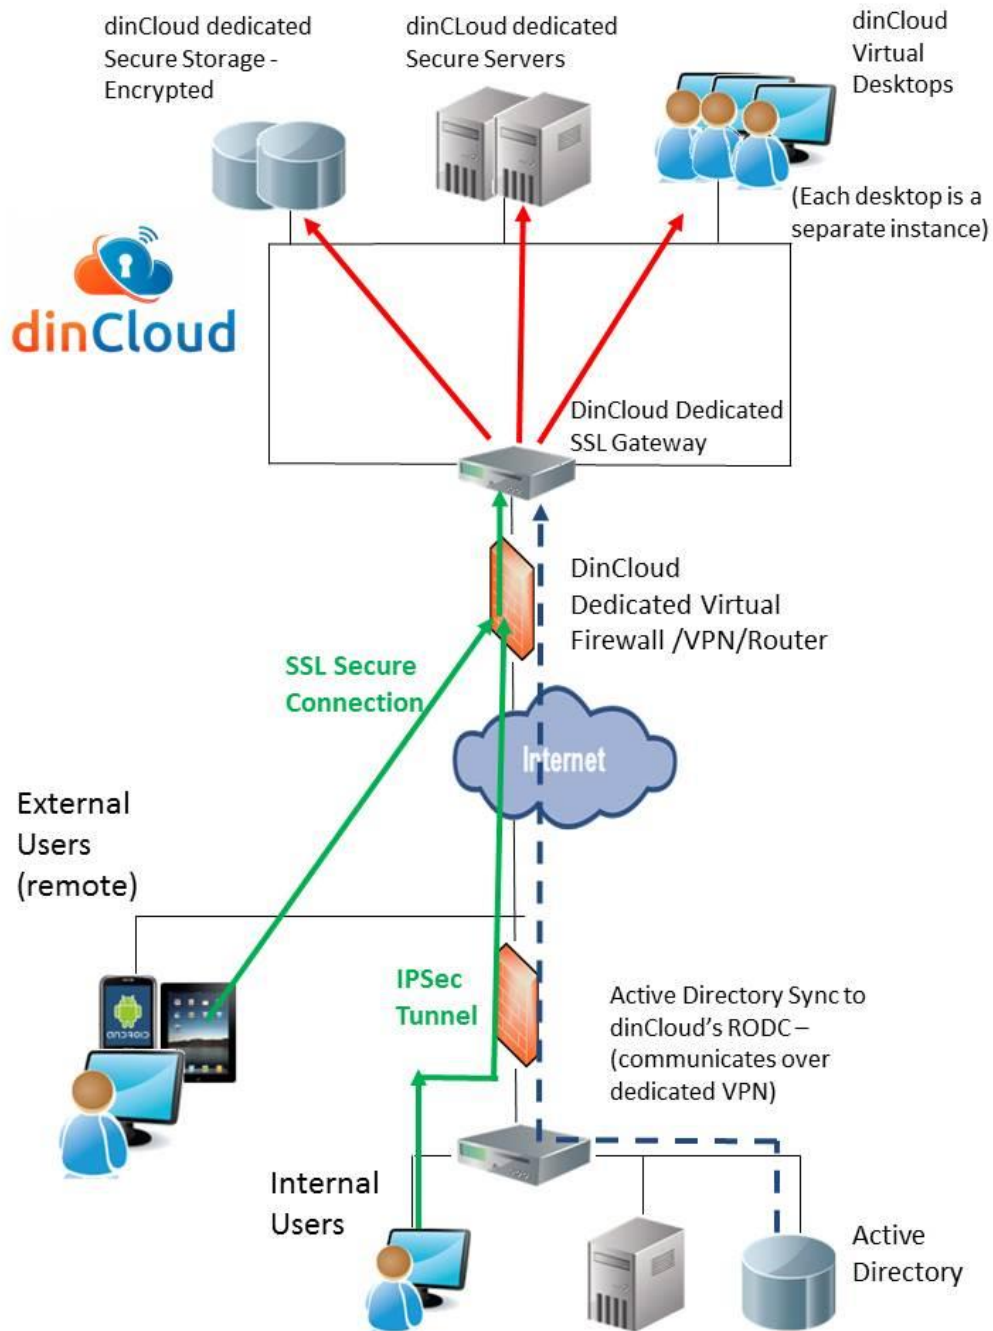 dinCloud dedicated
Secure Storage -
Encrypted
dinCLoud dedicated
Secure Servers
dinCloud
Virtual
Desktops
(Each desktop is a
separate instance)
dinCloud
DinCloud Dedicated
SSL Gateway
DinCloud
Dedicated Virtual
Firewall /VPN/Router
SSL Secure
Connection
Internet
External
Users
(remote)
ANDROID
IPSec
Tunnel
Active Directory Sync to
dinCloud's RODC –
(communicates over
dedicated VPN)
Internal
Users
Active
Directory